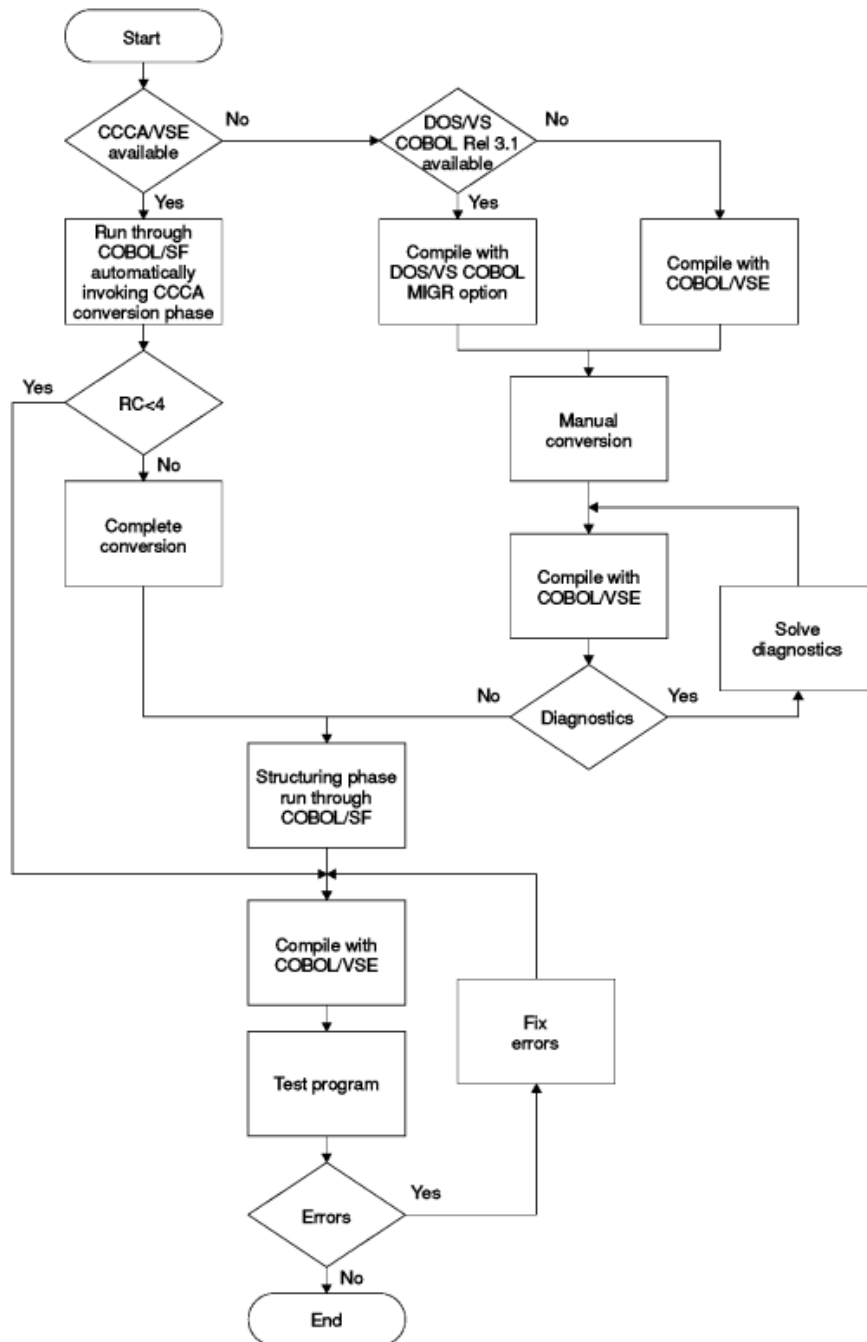 Start
CCCA/VSE
available
No
DOS/VS
COBOL Rel 3.1
available
No
Yes
Yes
Run through
COBOL/SF
automatically
invoking CCCA
conversion phase
Compile with
DOS/VS COBOL
MIGR option
Compile with
COBOL/VSE
Yes
RC<4
No
Manual
conversion
Complete
conversion
Compile with
COBOL/VSE
Solve
diagnostics
No
Diagnostics
Yes
Structuring phase
run through
COBOL/SF
Compile with
COBOL/VSE
Fix
errors
Test program
Errors
Yes
No
End